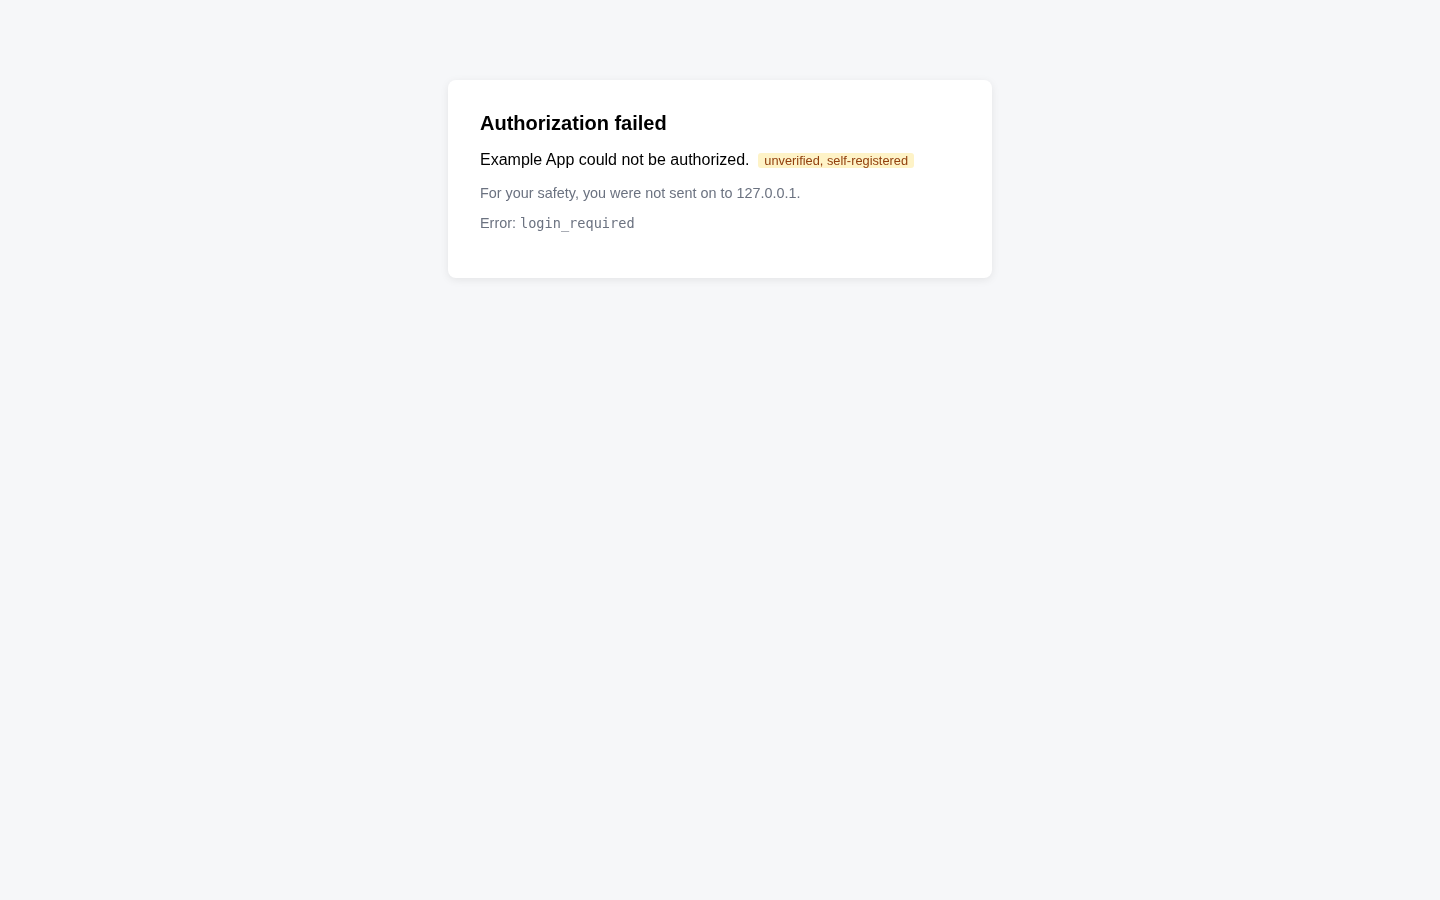 Authorization failed
Example App could not be authorized. unverified, self-registered
For your safety, you were not sent on to 127.0.0.1.
Error: login_required